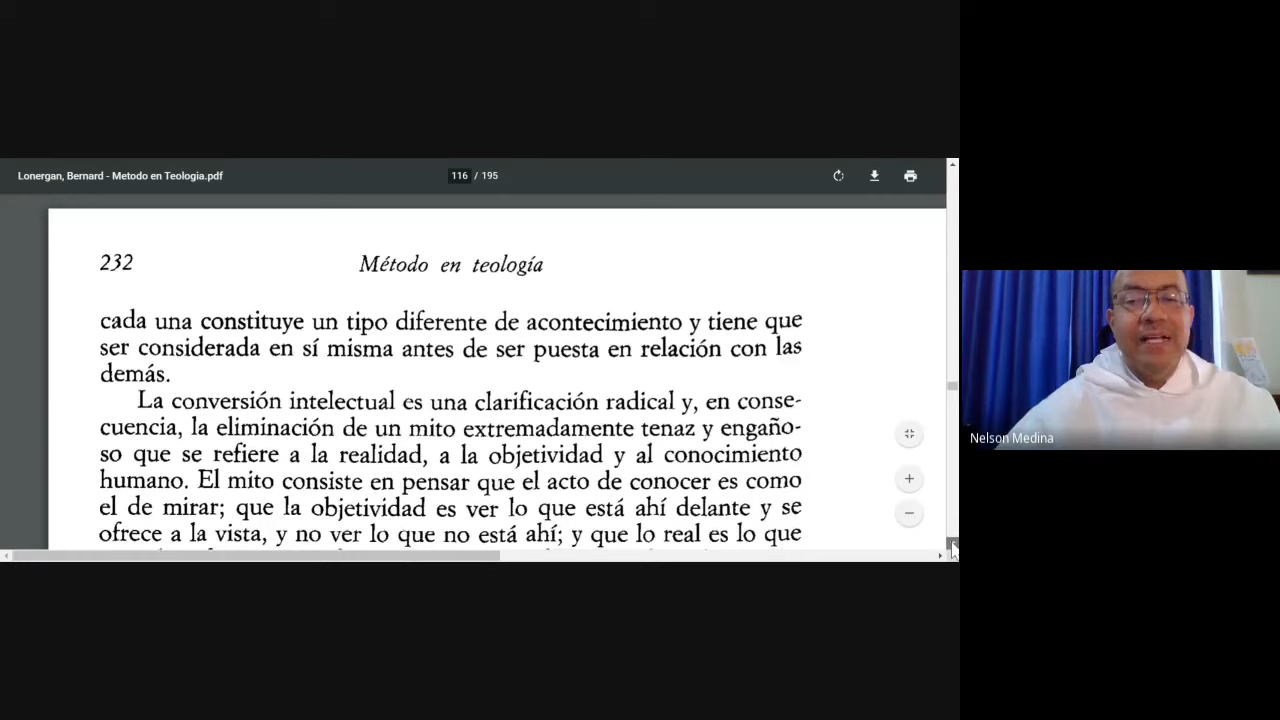 Lonergan, Bernard - Metodo en Teologia.pdf
116 / 195
232
Método en teología
cada una constituye un tipo diferente de acontecimiento y tiene que
ser considerada en sí misma antes de ser puesta en relación con las
demás.
La conversión intelectual es una clarificación radical y, en conse-
cuencia, la eliminación de un mito extremadamente tenaz y engaño-
so que se refiere a la realidad, a la objetividad y al conocimiento
humano. El mito consiste en pensar que el acto de conocer es como
el de mirar; que la objetividad es ver lo que está ahí delante y se
ofrece a la vista, y no ver lo que no está ahí; y que lo real es lo que
Nelson Medina